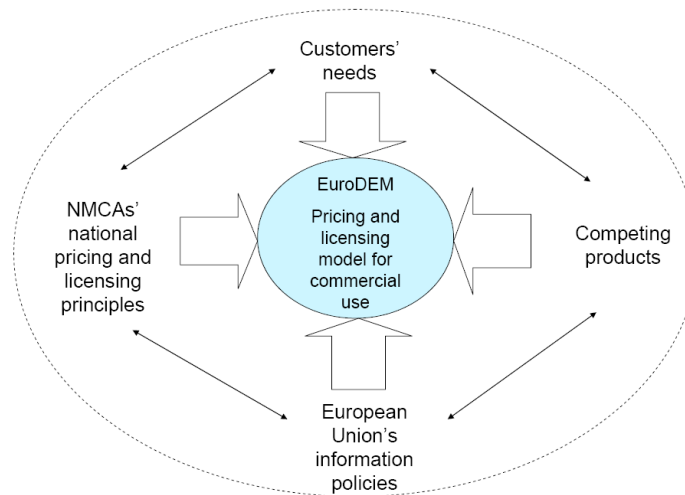 Customers'
needs
EuroDEM
Pricing and
licensing
model for
commercial
use
NMCAs'
national
pricing and
licensing
principles
Competing
products
European
Union's
information
policies